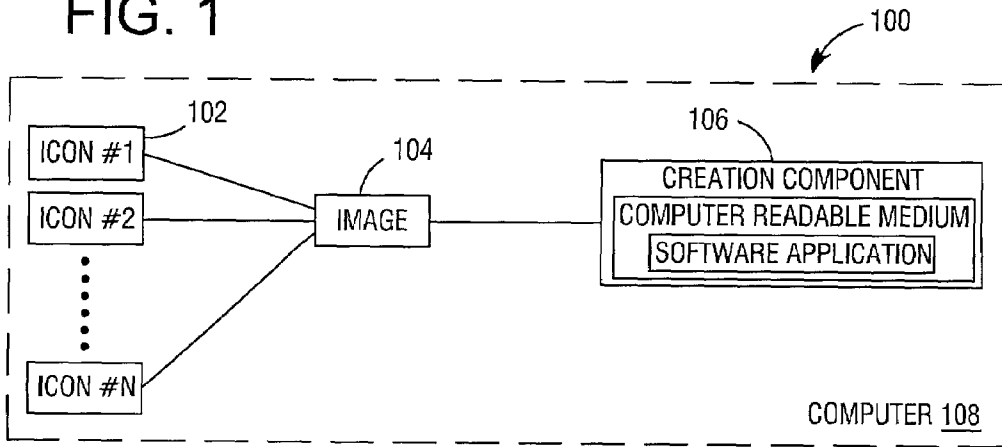 FIG. 1
100
102
ICON #1
104
106
CREATION COMPONENT
ICON #2
IMAGE
COMPUTER READABLE MEDIUM
SOFTWARE APPLICATION
ICON #N
COMPUTER 108